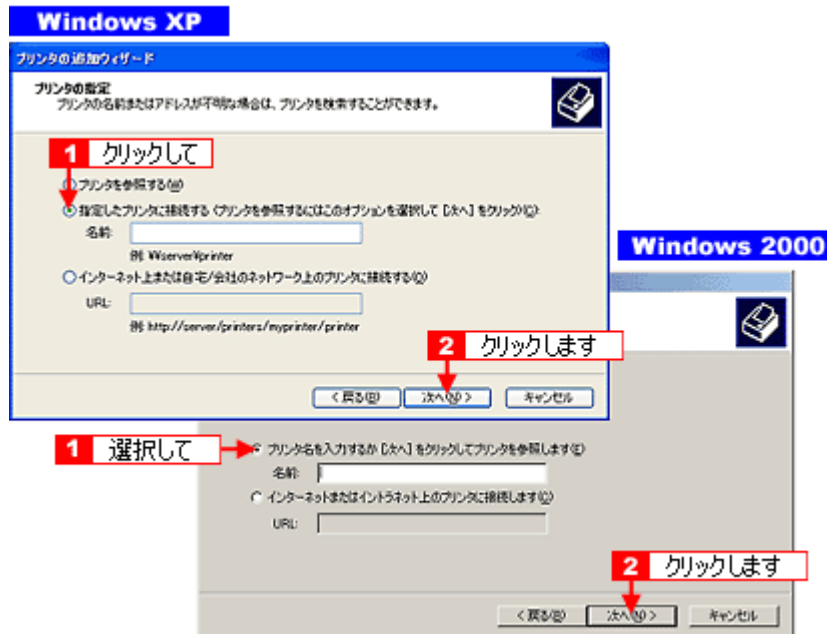 Windows XP
プリンタの追加ウィザード
プリンタの指定
プリンタの名前またはアドレスが不明な場合は、プリンタを検索することができます。
1 クリックして
プリンタを参照する(W)
指定したプリンタに接続する (プリンタを参照するにはこのオプションを選択して [次へ] をクリック)(C):
名前:
例: ¥¥server¥printer
インターネット上または自宅/会社のネットワーク上のプリンタに接続する(O)
URL:
例: http://server/printers/myprinter/printer
2 クリックします
< 戻る(B)
次へ(N) >
キャンセル
Windows 2000
1 選択して
プリンタ名を入力するか [次へ] をクリックしてプリンタを参照します(E)
名前:
インターネットまたはイントラネット上のプリンタに接続します(C)
URL:
2 クリックします
< 戻る(B)
次へ(N) >
キャンセル